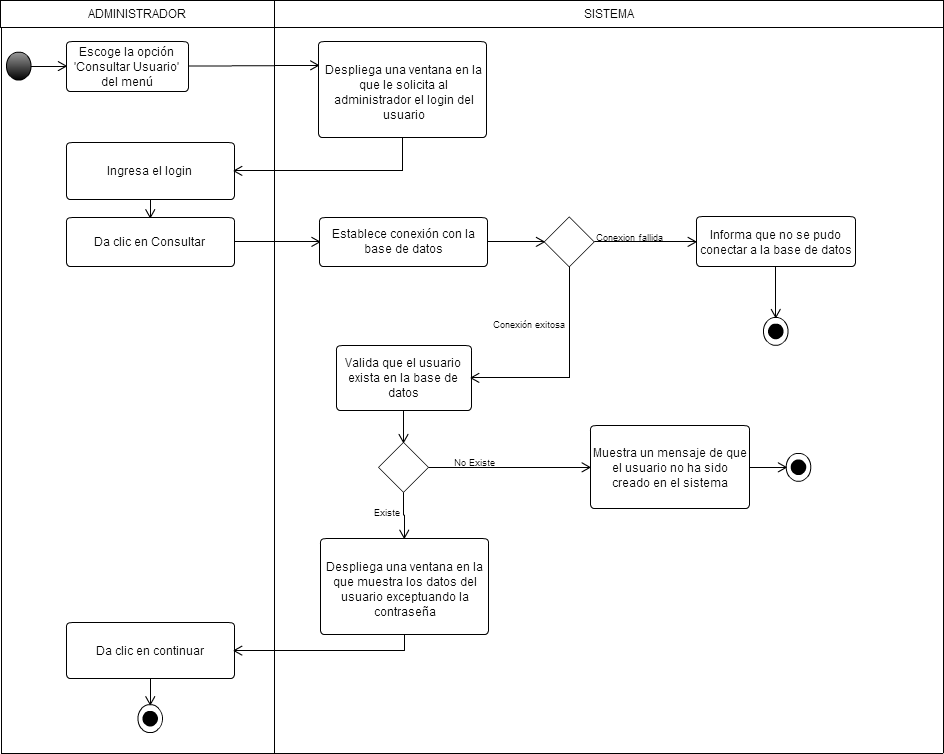 ADMINISTRADOR
SISTEMA
Escoge la opción
'Consultar Usuario'
del menú
Despliega una ventana en la
que le solicita al
administrador el login del
usuario
Ingresa el login
Da clic en Consultar
Establece conexión con la
base de datos
Conexion fallida
Informa que no se pudo
conectar a la base de datos
Conexión exitosa
Valida que el usuario
exista en la base de
datos
No Existe
Muestra un mensaje de que
el usuario no ha sido
creado en el sistema
Existe
Despliega una ventana en la
que muestra los datos del
usuario exceptuando la
contraseña
Da clic en continuar